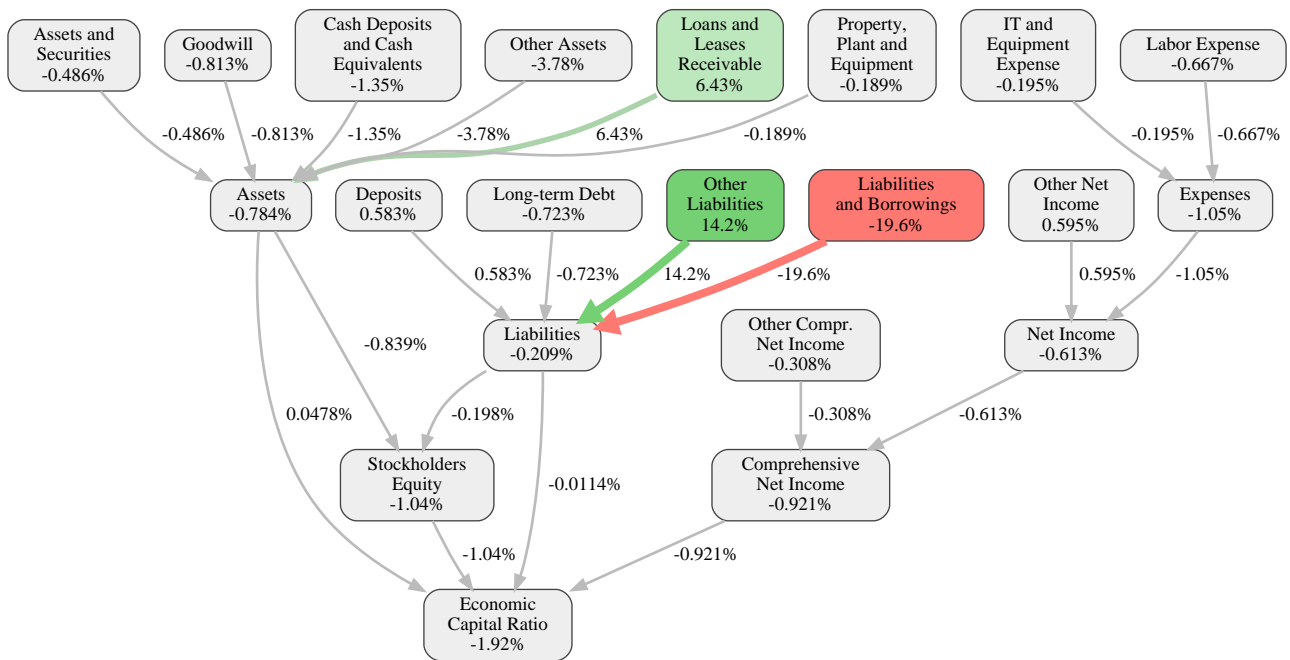 Assets and
Securities
-0.486%
Goodwill
-0.813%
Cash Deposits
and Cash
Equivalents
-1.35%
Other Assets
-3.78%
Loans and
Leases
Receivable
6.43%
Property,
Plant and
Equipment
-0.189%
IT and
Equipment
Expense
-0.195%
Labor Expense
-0.667%
-0.486%
-0.813%
-1.35%
-3.78%
6.43%
-0.189%
-0.195%
-0.667%
Assets
-0.784%
Deposits
0.583%
Long-term Debt
-0.723%
Other
Liabilities
14.2%
Liabilities
and Borrowings
-19.6%
Other Net
Income
0.595%
Expenses
-1.05%
0.583%
-0.723%
14.2%
-19.6%
0.595%
-1.05%
-0.839%
Liabilities
-0.209%
Other Compr.
Net Income
-0.308%
Net Income
-0.613%
0.0478%
-0.198%
-0.308%
-0.613%
Stockholders
Equity
-1.04%
-0.0114%
Comprehensive
Net Income
-0.921%
-1.04%
-0.921%
Economic
Capital Ratio
-1.92%